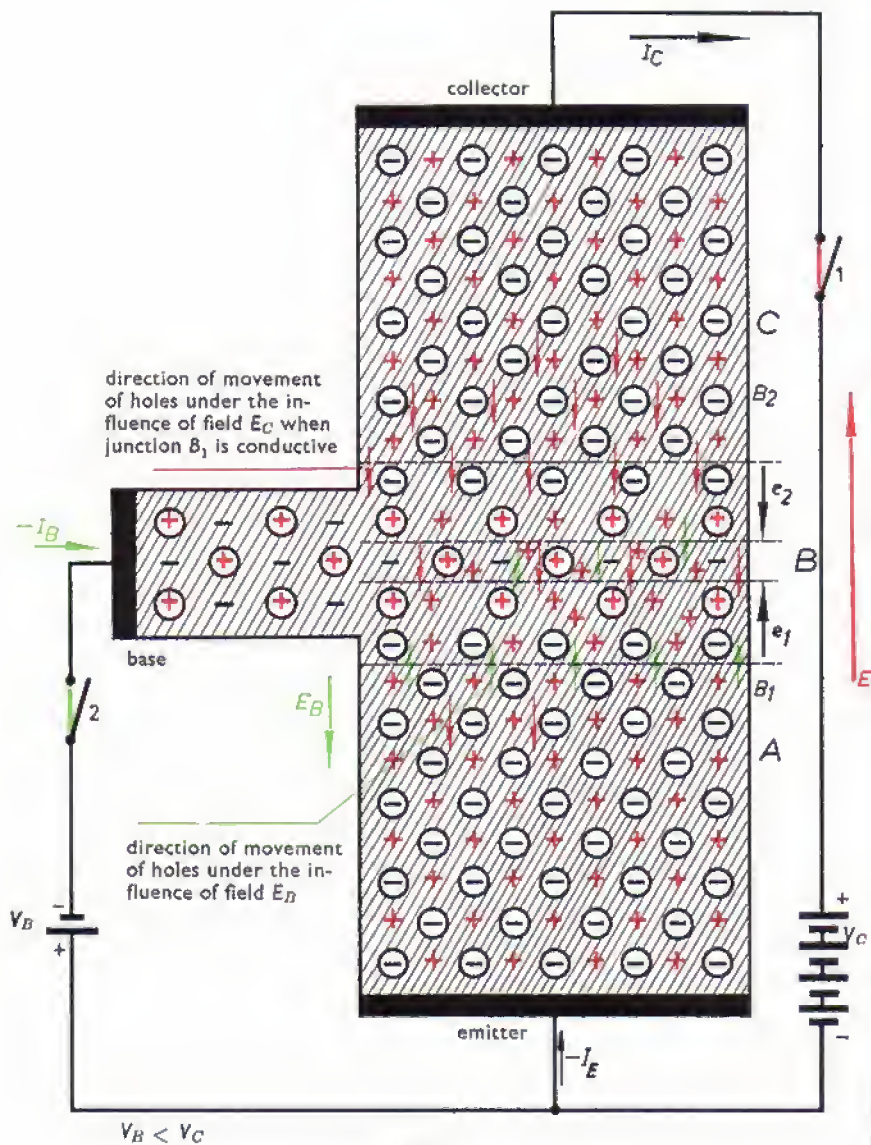 I_C
collector
1
C
direction of movement
of holes under the in-
fluence of field E_C when
junction B_1 is conductive
B_2
e_2
-I_B
B
e_1
base
E_B
B_1
E
2
A
direction of movement
of holes under the in-
fluence of field E_B
V_B
-
+
+
V_C
-
emitter
-I_E
V_B < V_C